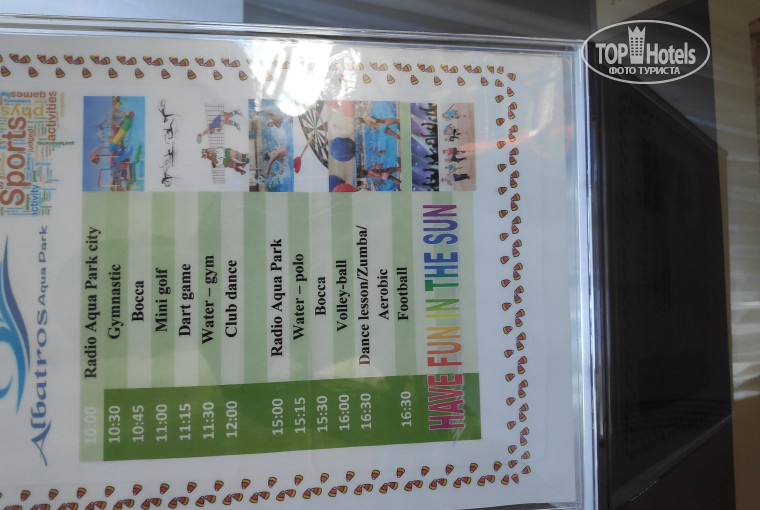 TOP Hotels
ФОТО ТУРИСТА
Albatros Aqua Park
sports
activities
games
activity
10:00 Radio Aqua Park city
10:30 Gymnastic
10:45 Bocca
11:00 Mini golf
11:15 Dart game
11:30 Water – gym
12:00 Club dance
15:00 Radio Aqua Park
15:15 Water – polo
15:30 Bocca
16:00 Volley-ball
16:30 Dance lesson/Zumba/
Aerobic
16:30 Football
HAVE FUN IN THE SUN